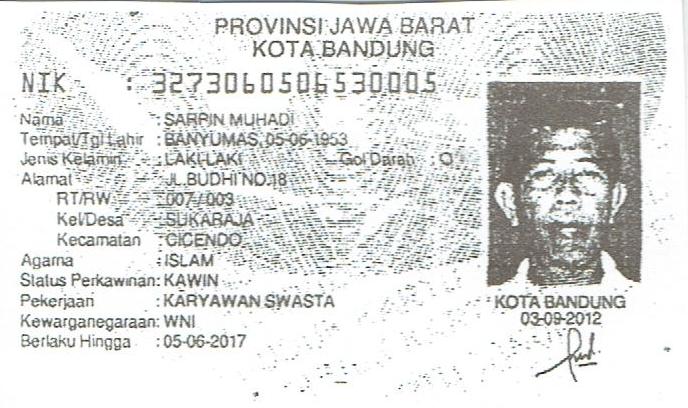 PROVINSI JAWA BARAT
KOTA BANDUNG
NIK : 3273060506530005
Nama : SARPIN MUHADI
Tempat/Tgl Lahir : BANYUMAS, 05-06-1953
Jenis Kelamin : LAKI-LAKI Gol Darah : O
Alamat : JL.BUDHI NO.18
RT/RW : 007 / 003
Kel/Desa : SUKARAJA
Kecamatan : CICENDO
Agama : ISLAM
Status Perkawinan: KAWIN
Pekerjaan : KARYAWAN SWASTA
Kewarganegaraan: WNI
Berlaku Hingga : 05-06-2017
KOTA BANDUNG
03-09-2012